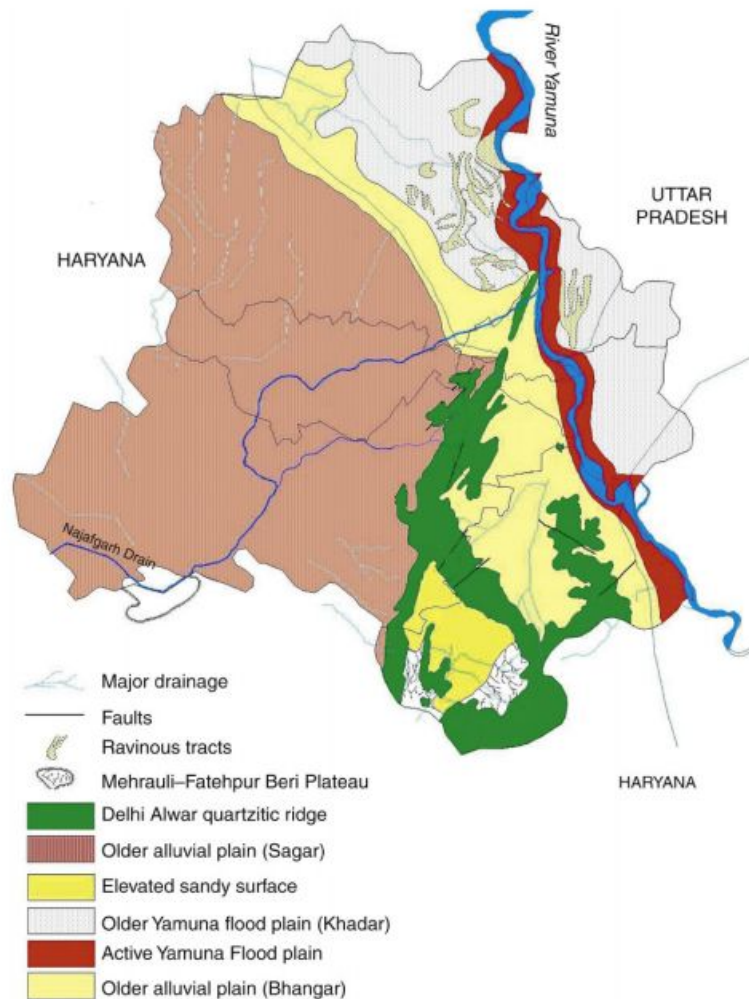 River Yamuna
UTTAR
PRADESH
HARYANA
Najafgarh Drain
Major drainage
Faults
Ravinous tracts
Mehrauli–Fatehpur Beri Plateau
HARYANA
Delhi Alwar quartzitic ridge
Older alluvial plain (Sagar)
Elevated sandy surface
Older Yamuna flood plain (Khadar)
Active Yamuna Flood plain
Older alluvial plain (Bhangar)